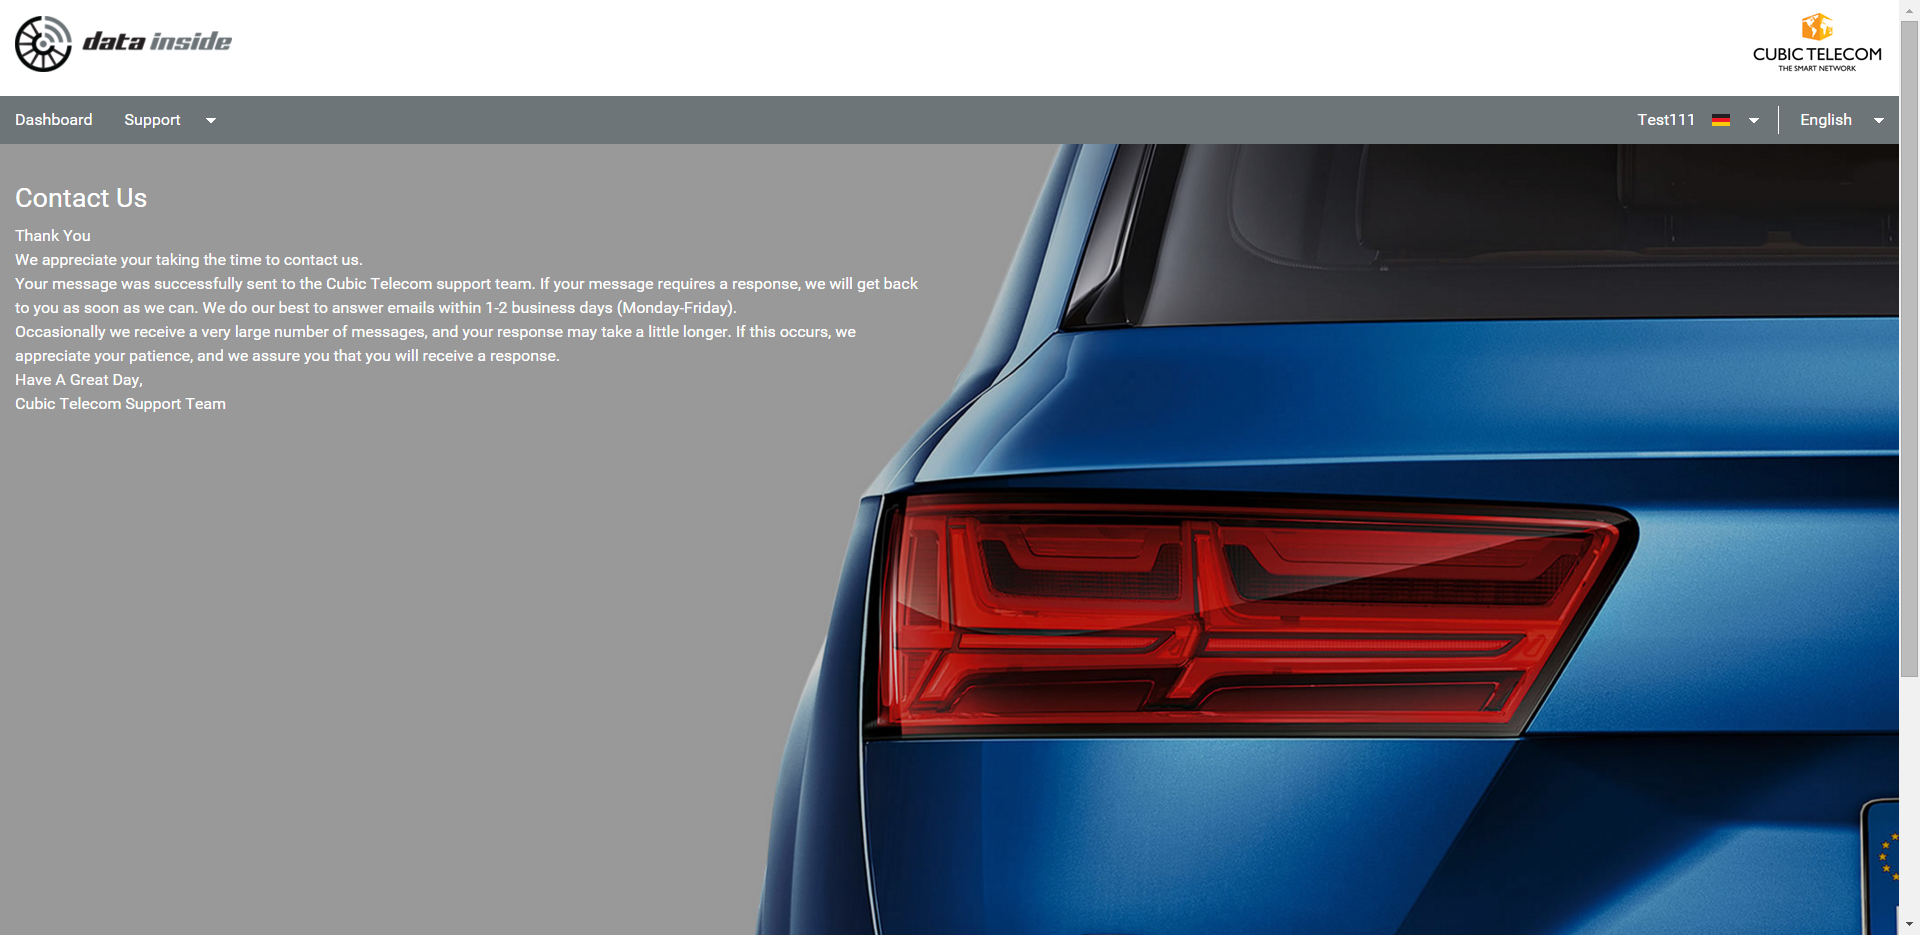 data inside
CUBIC TELECOM
THE SMART NETWORK
Dashboard Support Test111 English
Contact Us
Thank You
We appreciate your taking the time to contact us.
Your message was successfully sent to the Cubic Telecom support team. If your message requires a response, we will get back
to you as soon as we can. We do our best to answer emails within 1-2 business days (Monday-Friday).
Occasionally we receive a very large number of messages, and your response may take a little longer. If this occurs, we
appreciate your patience, and we assure you that you will receive a response.
Have A Great Day,
Cubic Telecom Support Team